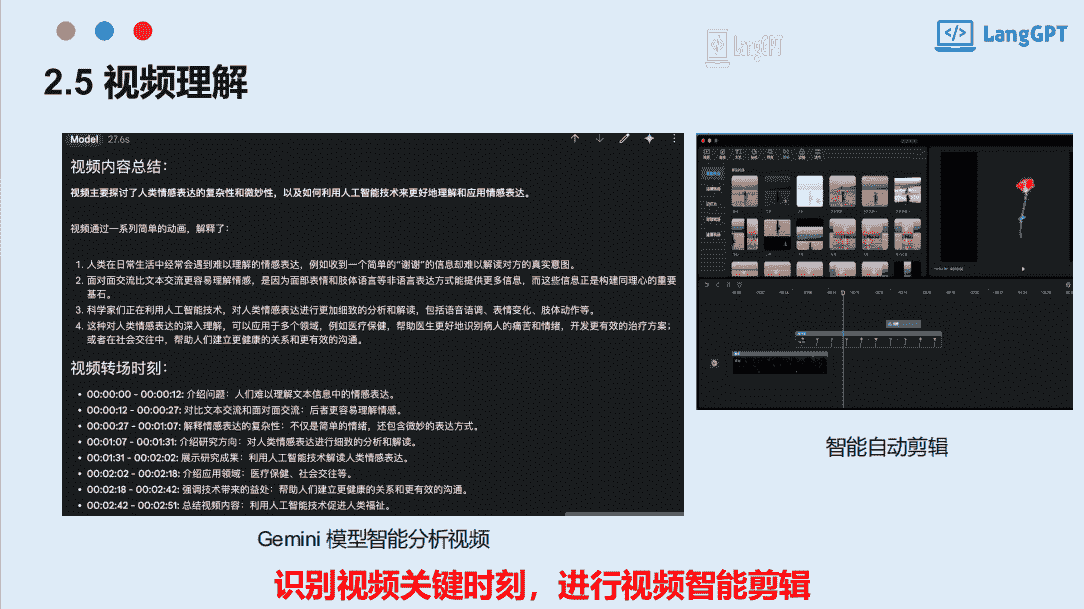 LangGPT
LangGPT
2.5 视频理解
Model 27.6s
视频内容总结：
视频主要探讨了人类情感表达的复杂性和微妙性，以及如何利用人工智能技术来更好地理解和应用情感表达。
视频通过一系列简单的动画，解释了：
1. 人类在日常生活中经常会遇到难以理解的情感表达，例如收到一个简单的“谢谢”的信息却难以解读对方的真实意图。
2. 面对面交流比文本交流更容易理解情感，是因为面部表情和肢体语言等非语言表达方式能提供更多信息，而这些信息正是构建同理心的重要
基石。
3. 科学家们正在利用人工智能技术，对人类情感表达进行更加细致的分析和解读，包括语音语调、表情变化、肢体动作等。
4. 这种对人类情感表达的深入理解，可以应用于多个领域，例如医疗保健，帮助医生更好地识别病人的痛苦和情绪，开发更有效的治疗方案；
或者在社会交往中，帮助人们建立更健康的关系和更有效的沟通。
视频转场时刻：
• 00:00:00 - 00:00:12: 介绍问题：人们难以理解文本信息中的情感表达。
• 00:00:12 - 00:00:27: 对比文本交流和面对面交流：后者更容易理解情感。
• 00:00:27 - 00:01:07: 解释情感表达的复杂性：不仅是简单的情绪，还包含微妙的表达方式。
• 00:01:07 - 00:01:31: 介绍研究方向：对人类情感表达进行细致的分析和解读。
• 00:01:31 - 00:02:02: 展示研究成果：利用人工智能技术解读人类情感表达。
• 00:02:02 - 00:02:18: 介绍应用领域：医疗保健、社会交往等。
• 00:02:18 - 00:02:42: 强调技术带来的益处：帮助人们建立更健康的关系和更有效的沟通。
• 00:02:42 - 00:02:51: 总结视频内容：利用人工智能技术促进人类福祉。
Gemini 模型智能分析视频
智能自动剪辑
识别视频关键时刻，进行视频智能剪辑